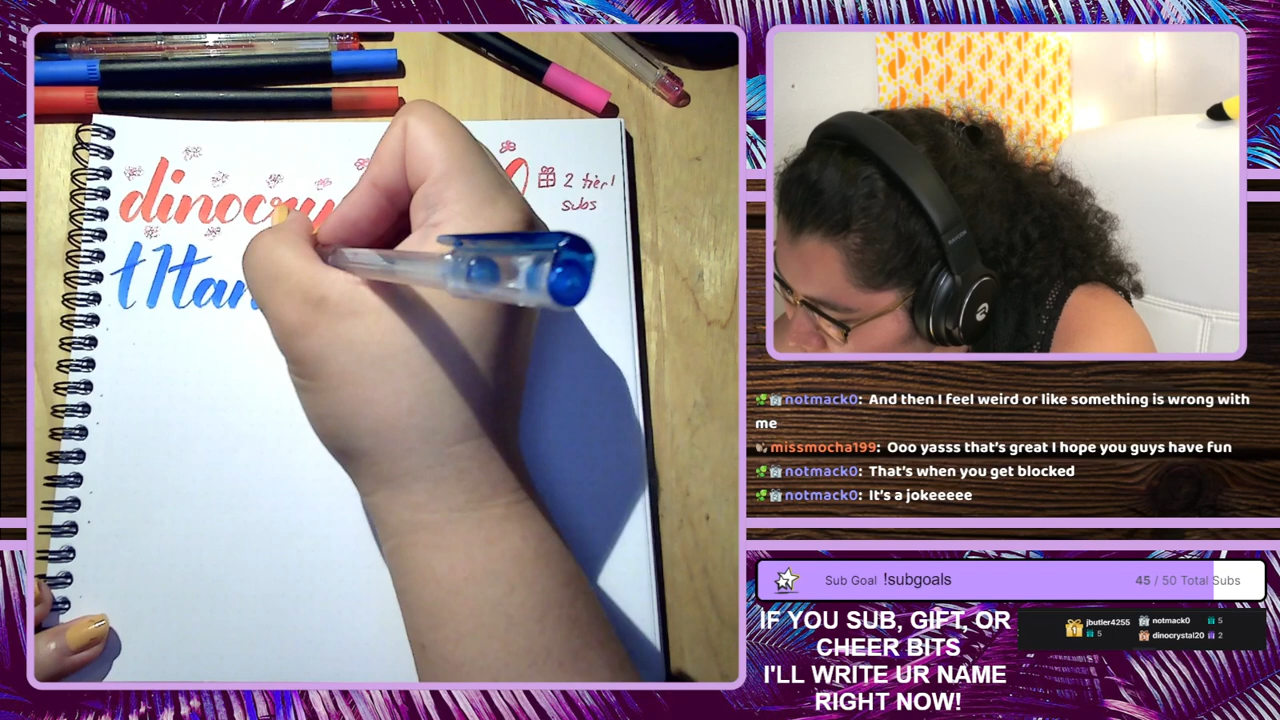 dinocry
2 tier1
subs
notmack0: And then I feel weird or like something is wrong with
me
missmocha199: Ooo yasss that's great I hope you guys have fun
notmack0: That's when you get blocked
notmack0: It's a jokeeeee
Sub Goal !subgoals 45 / 50 Total Subs
IF YOU SUB, GIFT, OR
CHEER BITS
I'LL WRITE UR NAME
RIGHT NOW!
1 jbutler4255 5
notmack0 5
dinocrystal20 2